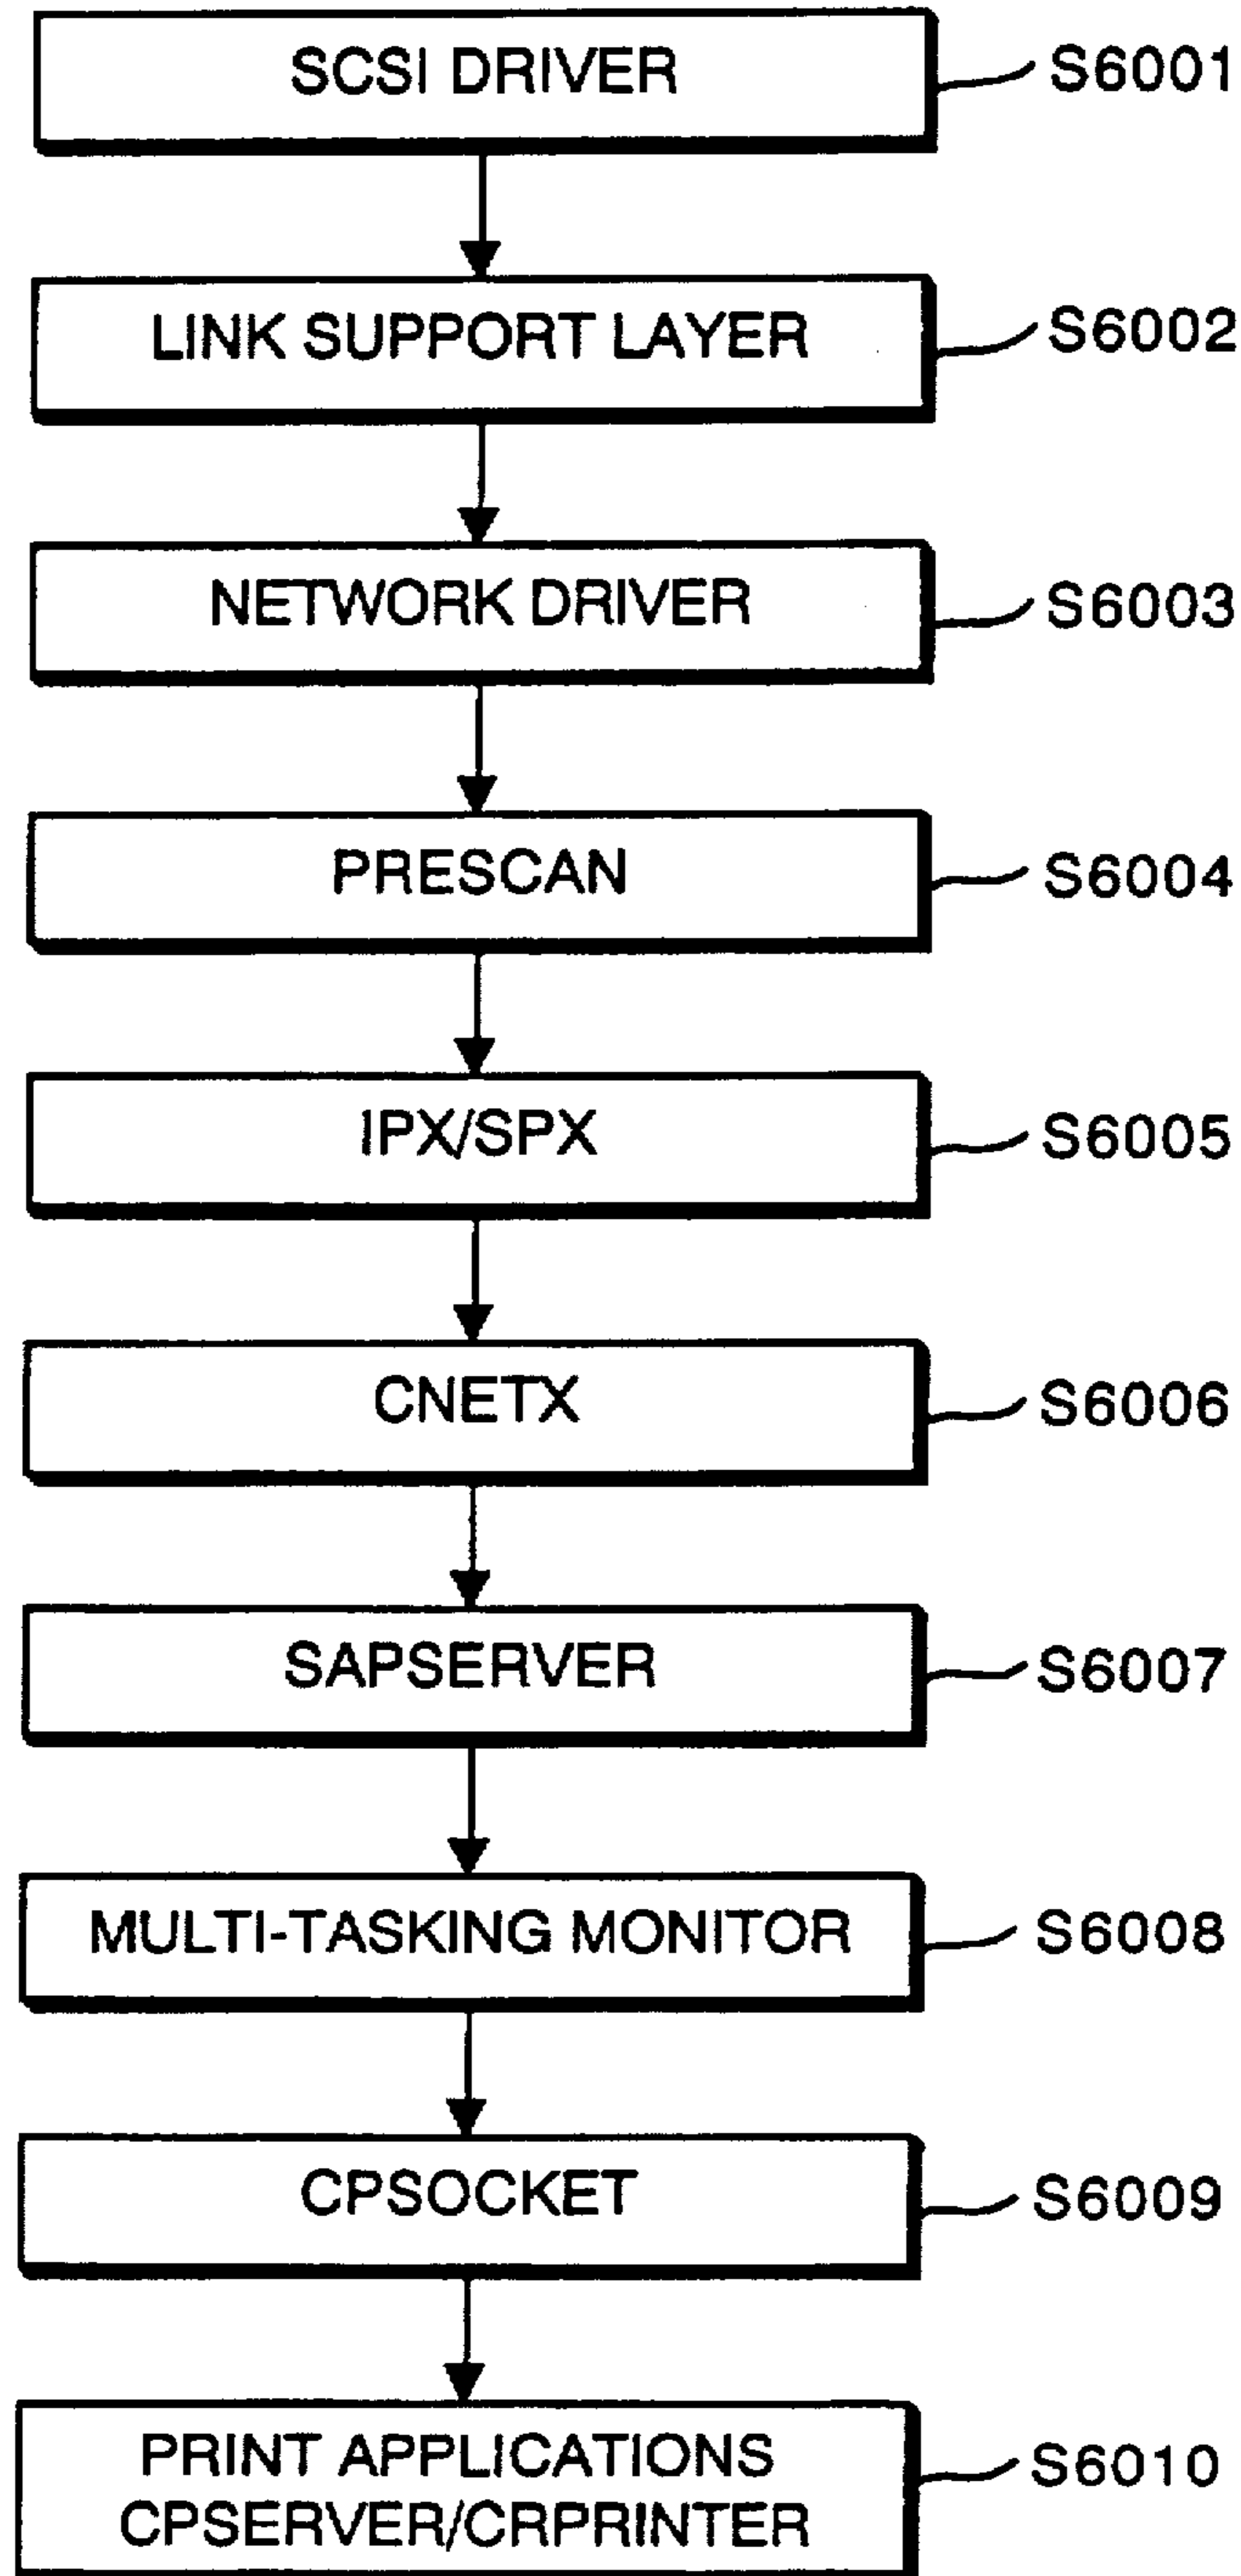 SCSI DRIVER
S6001
LINK SUPPORT LAYER
S6002
NETWORK DRIVER
S6003
PRESCAN
S6004
IPX/SPX
S6005
CNETX
S6006
SAPSERVER
S6007
MULTI-TASKING MONITOR
S6008
CPSOCKET
S6009
PRINT APPLICATIONS
CPSERVER/CRPRINTER
S6010